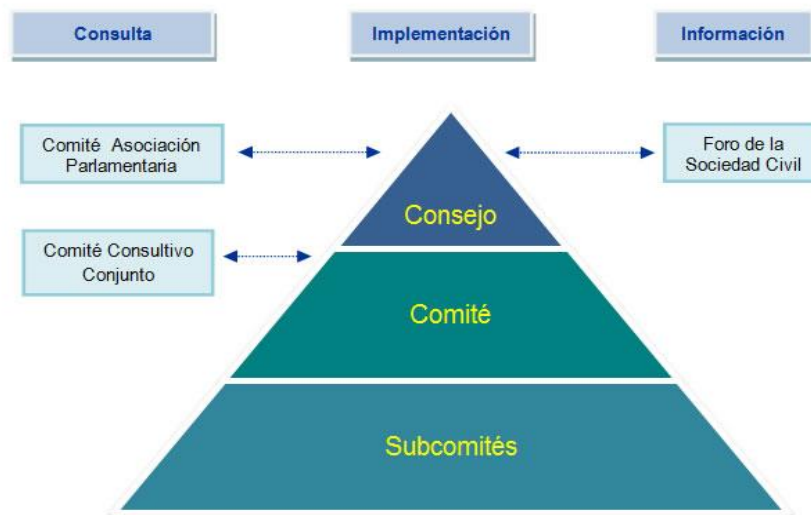 Consulta
Implementación
Información
Comité Asociación
Parlamentaria
Foro de la
Sociedad Civil
Consejo
Comité Consultivo
Conjunto
Comité
Subcomités